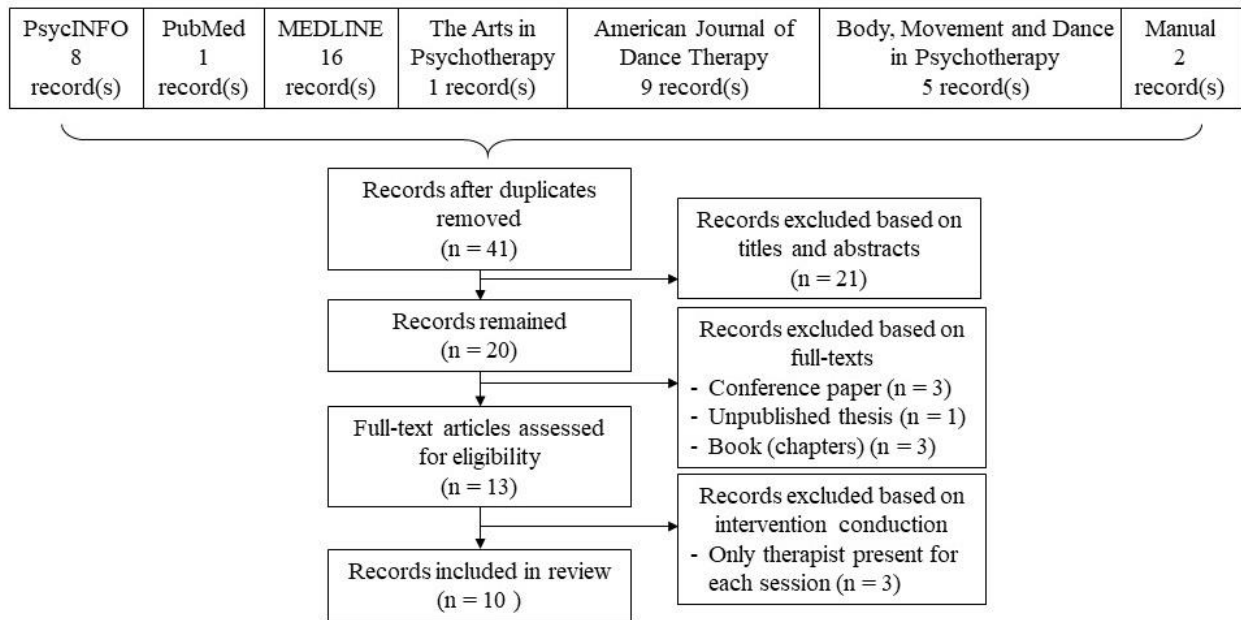 PsycINFO
8
record(s)
PubMed
1
record(s)
MEDLINE
16
record(s)
The Arts in
Psychotherapy
1 record(s)
American Journal of
Dance Therapy
9 record(s)
Body, Movement and Dance
in Psychotherapy
5 record(s)
Manual
2
record(s)
Records after duplicates
removed
(n = 41)
Records excluded based on
titles and abstracts
(n = 21)
Records remained
(n = 20)
Records excluded based on
full-texts
- Conference paper (n = 3)
- Unpublished thesis (n = 1)
- Book (chapters) (n = 3)
Full-text articles assessed
for eligibility
(n = 13)
Records excluded based on
intervention conduction
- Only therapist present for
each session (n = 3)
Records included in review
(n = 10 )